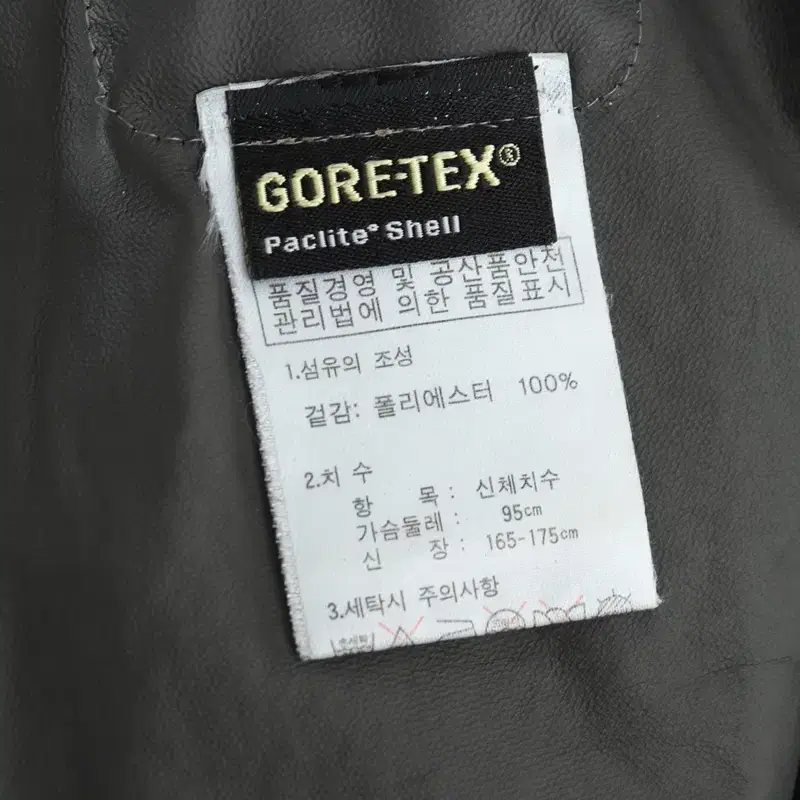 GORE-TEX®
Paclite® Shell
품질경영 및 공산품안전
관리법에 의한 품질표시
1.섬유의 조성
겉감: 폴리에스터 100%
2.치 수
항 목 : 신체치수
가슴둘레 : 95cm
신 장 : 165-175cm
3.세탁시 주의사항